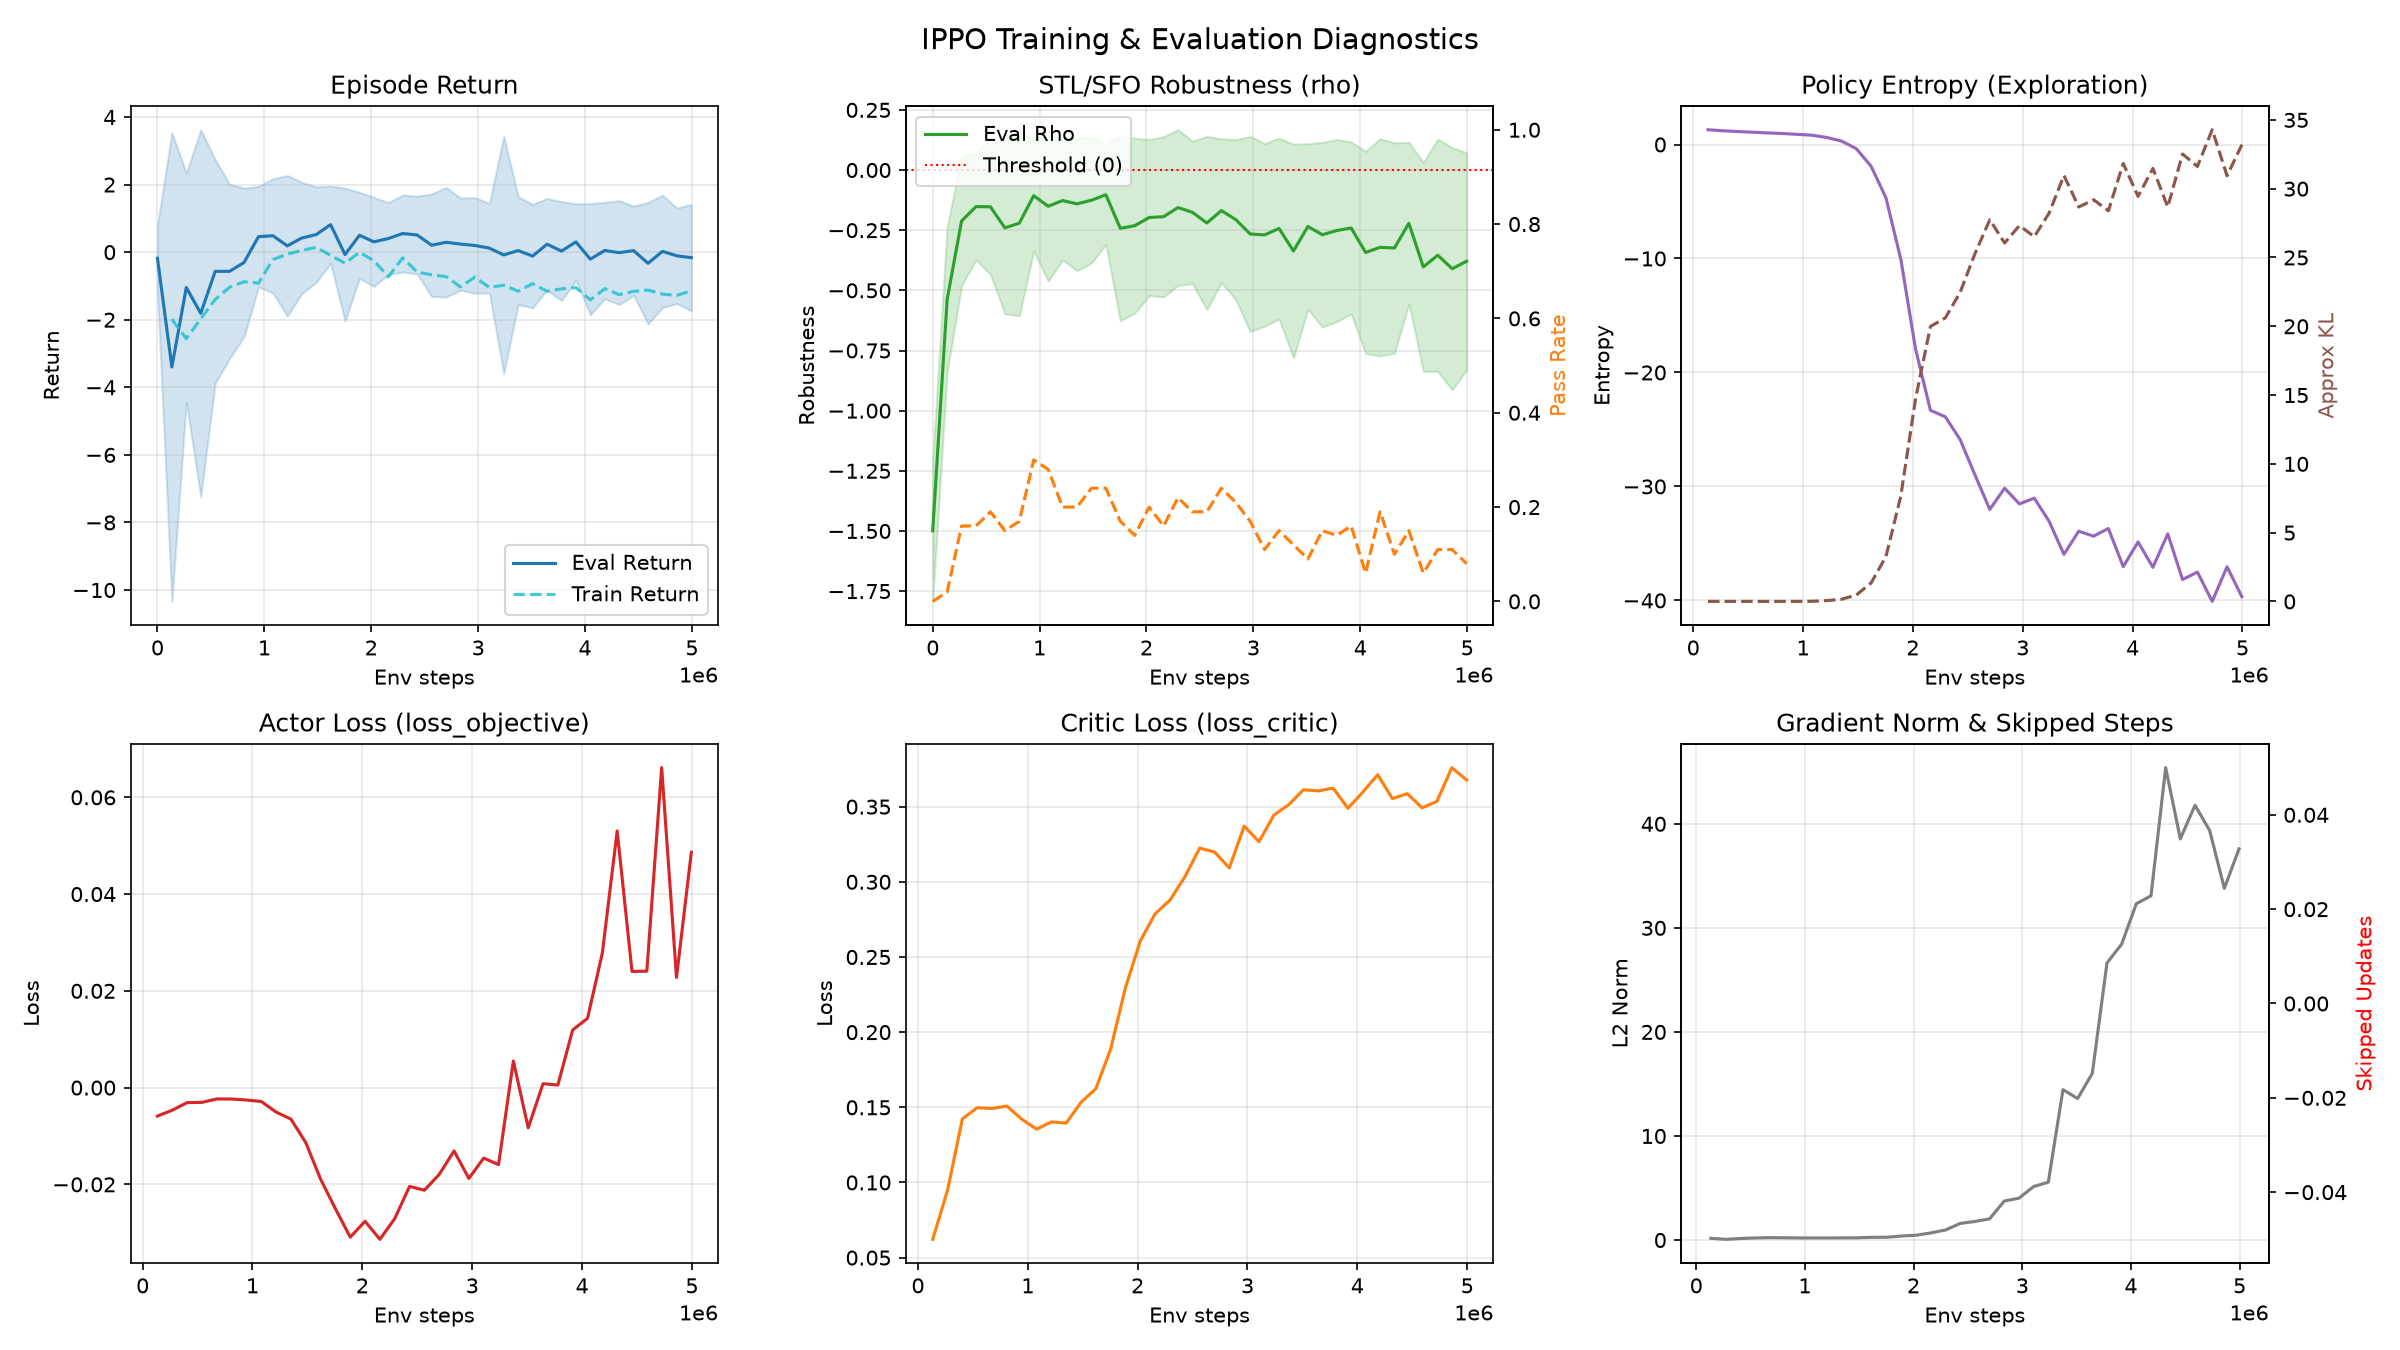 IPPO Training & Evaluation Diagnostics
Episode Return
4
2
0
−2
−4
−6
−8
−10
Return
Eval Return
Train Return
0 1 2 3 4 5
1e6
Env steps
STL/SFO Robustness (rho)
0.25
0.00
−0.25
−0.50
−0.75
−1.00
−1.25
−1.50
−1.75
Robustness
Eval Rho
Threshold (0)
1.0
0.8
0.6
0.4
0.2
0.0
Pass Rate
0 1 2 3 4 5
1e6
Env steps
Policy Entropy (Exploration)
0
−10
−20
−30
−40
Entropy
35
30
25
20
15
10
5
0
Approx KL
0 1 2 3 4 5
1e6
Env steps
Actor Loss (loss_objective)
0.06
0.04
0.02
0.00
−0.02
Loss
0 1 2 3 4 5
1e6
Env steps
Critic Loss (loss_critic)
0.35
0.30
0.25
0.20
0.15
0.10
0.05
Loss
0 1 2 3 4 5
1e6
Env steps
Gradient Norm & Skipped Steps
40
30
20
10
0
L2 Norm
0.04
0.02
0.00
−0.02
−0.04
Skipped Updates
0 1 2 3 4 5
1e6
Env steps